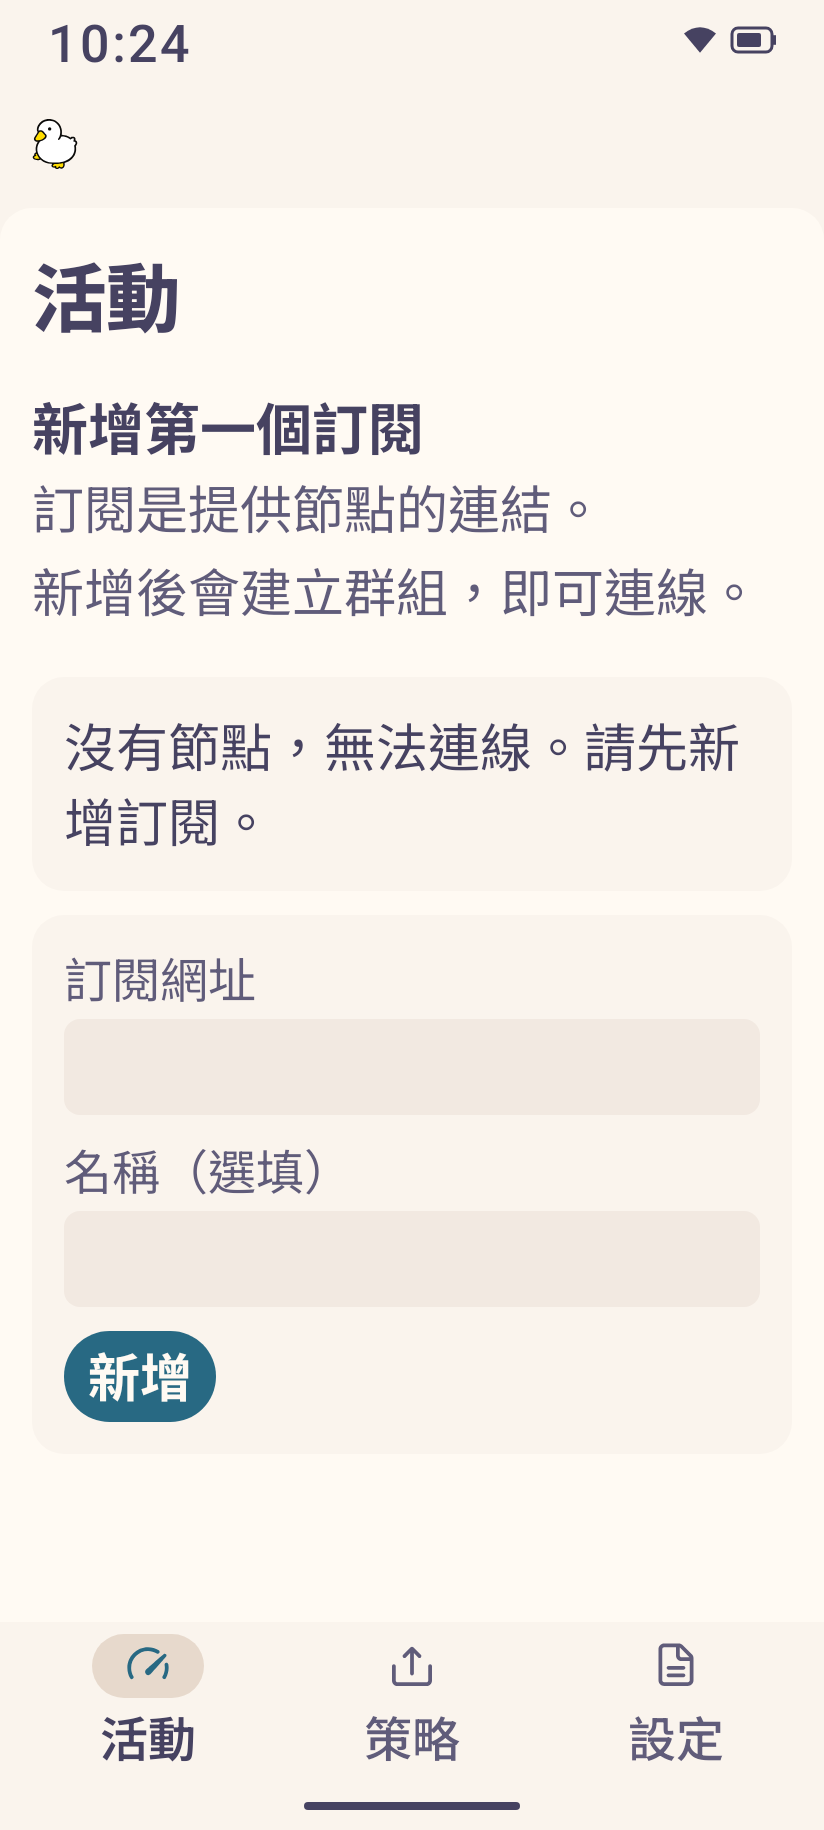 10:24
活動
新增第一個訂閱
訂閱是提供節點的連結。
新增後會建立群組，即可連線。
沒有節點，無法連線。請先新
增訂閱。
訂閱網址
名稱（選填）
新增
活動
策略
設定